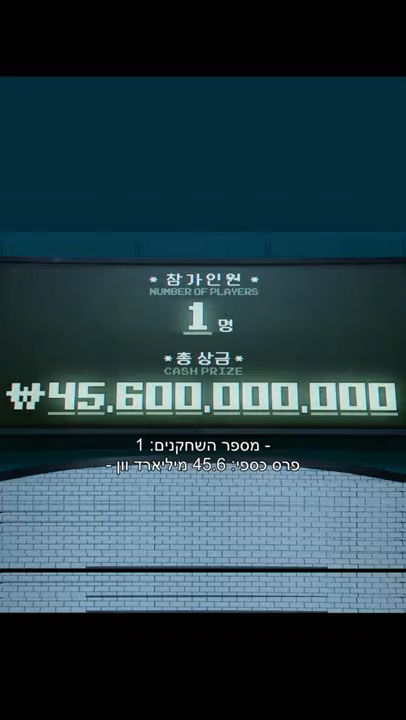 * 참가인원 *
NUMBER OF PLAYERS
1 명
* 총상금 *
CASH PRIZE
₩45,600,000,000
- מספר השחקנים: 1
פרס כספי: 45.6 מיליארד וון -